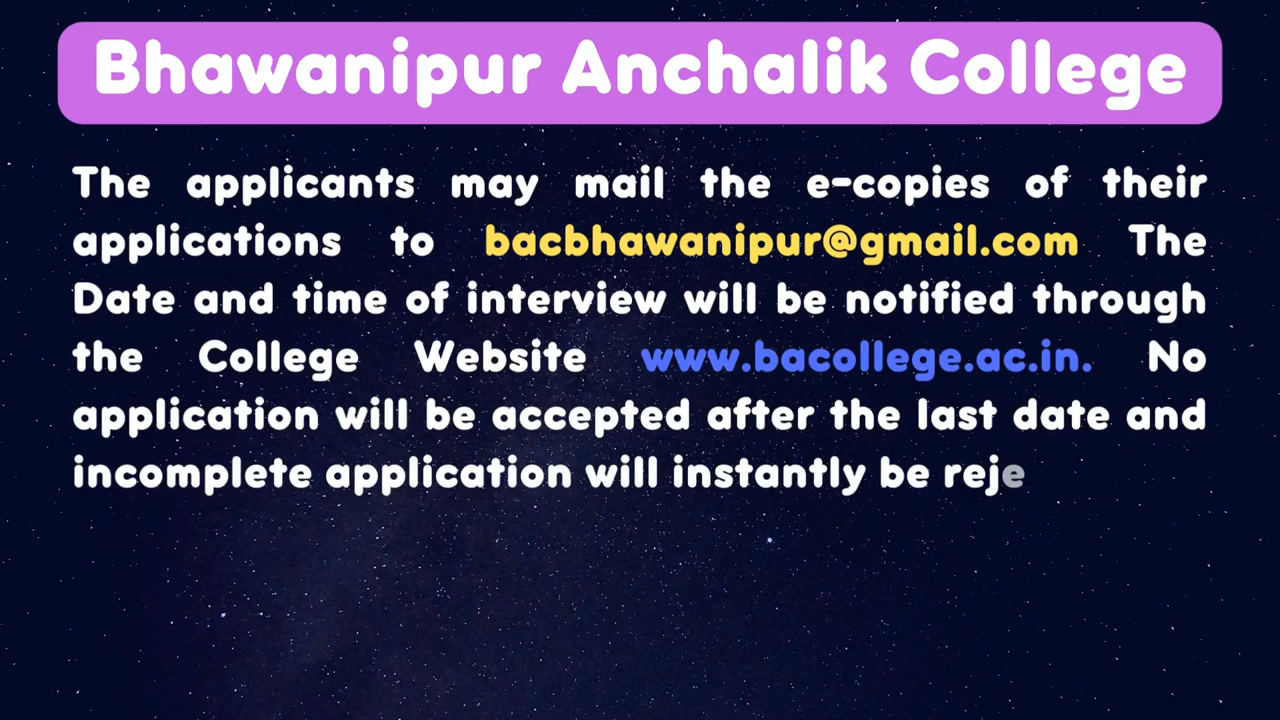 Bhawanipur Anchalik College
The applicants may mail the e-copies of their
applications to bacbhawanipur@gmail.com The
Date and time of interview will be notified through
the College Website www.bacollege.ac.in. No
application will be accepted after the last date and
incomplete application will instantly be reje